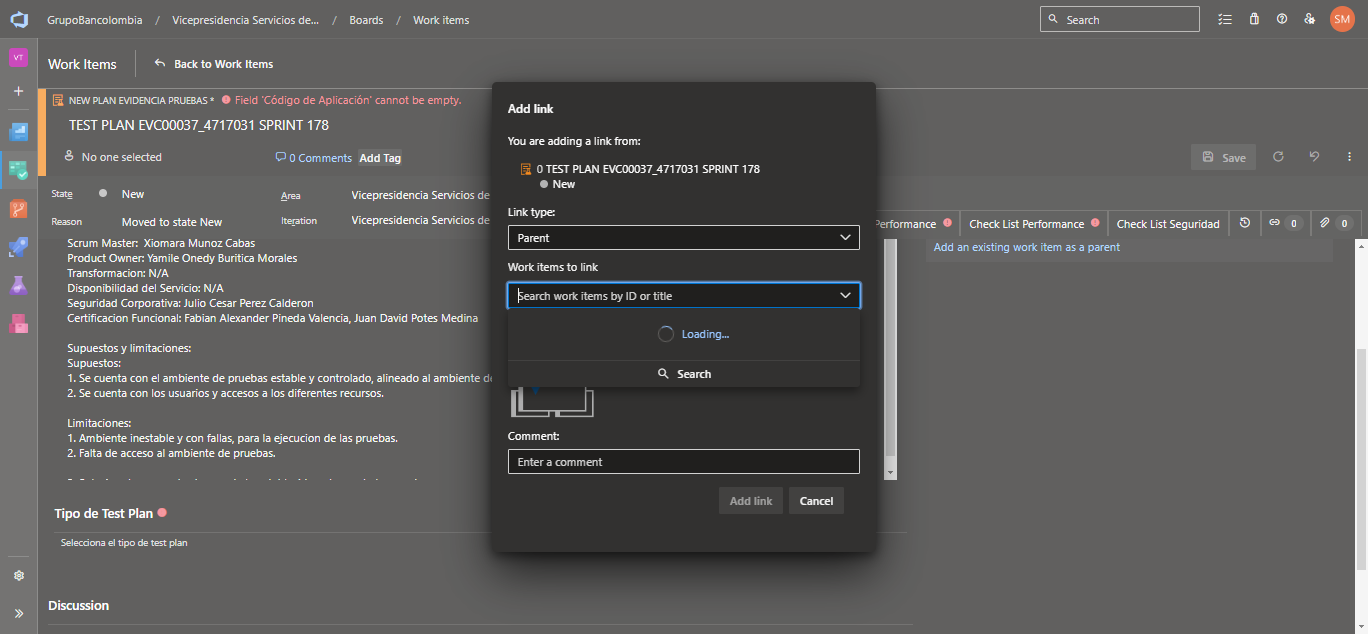 GrupoBancolombia / Vicepresidencia Servicios de... / Boards / Work items
Search
SM
VT
Work Items
Back to Work Items
NEW PLAN EVIDENCIA PRUEBAS * Field 'Código de Aplicación' cannot be empty.
TEST PLAN EVC00037_4717031 SPRINT 178
No one selected
0 Comments
Add Tag
Save
State
New
Area
Vicepresidencia Servicios de
Reason
Moved to state New
Iteration
Vicepresidencia Servicios de
Performance
Check List Performance
Check List Seguridad
0
0
Add an existing work item as a parent
Scrum Master: Xiomara Munoz Cabas
Product Owner: Yamile Onedy Buritica Morales
Transformacion: N/A
Disponibilidad del Servicio: N/A
Seguridad Corporativa: Julio Cesar Perez Calderon
Certificacion Funcional: Fabian Alexander Pineda Valencia, Juan David Potes Medina
Supuestos y limitaciones:
Supuestos:
1. Se cuenta con el ambiente de pruebas estable y controlado, alineado al ambiente de
2. Se cuenta con los usuarios y accesos a los diferentes recursos.
Limitaciones:
1. Ambiente inestable y con fallas, para la ejecucion de las pruebas.
2. Falta de acceso al ambiente de pruebas.
Tipo de Test Plan
Selecciona el tipo de test plan
Discussion
Add link
You are adding a link from:
0 TEST PLAN EVC00037_4717031 SPRINT 178
New
Link type:
Parent
Work items to link
Search work items by ID or title
Loading...
Search
Comment:
Enter a comment
Add link
Cancel